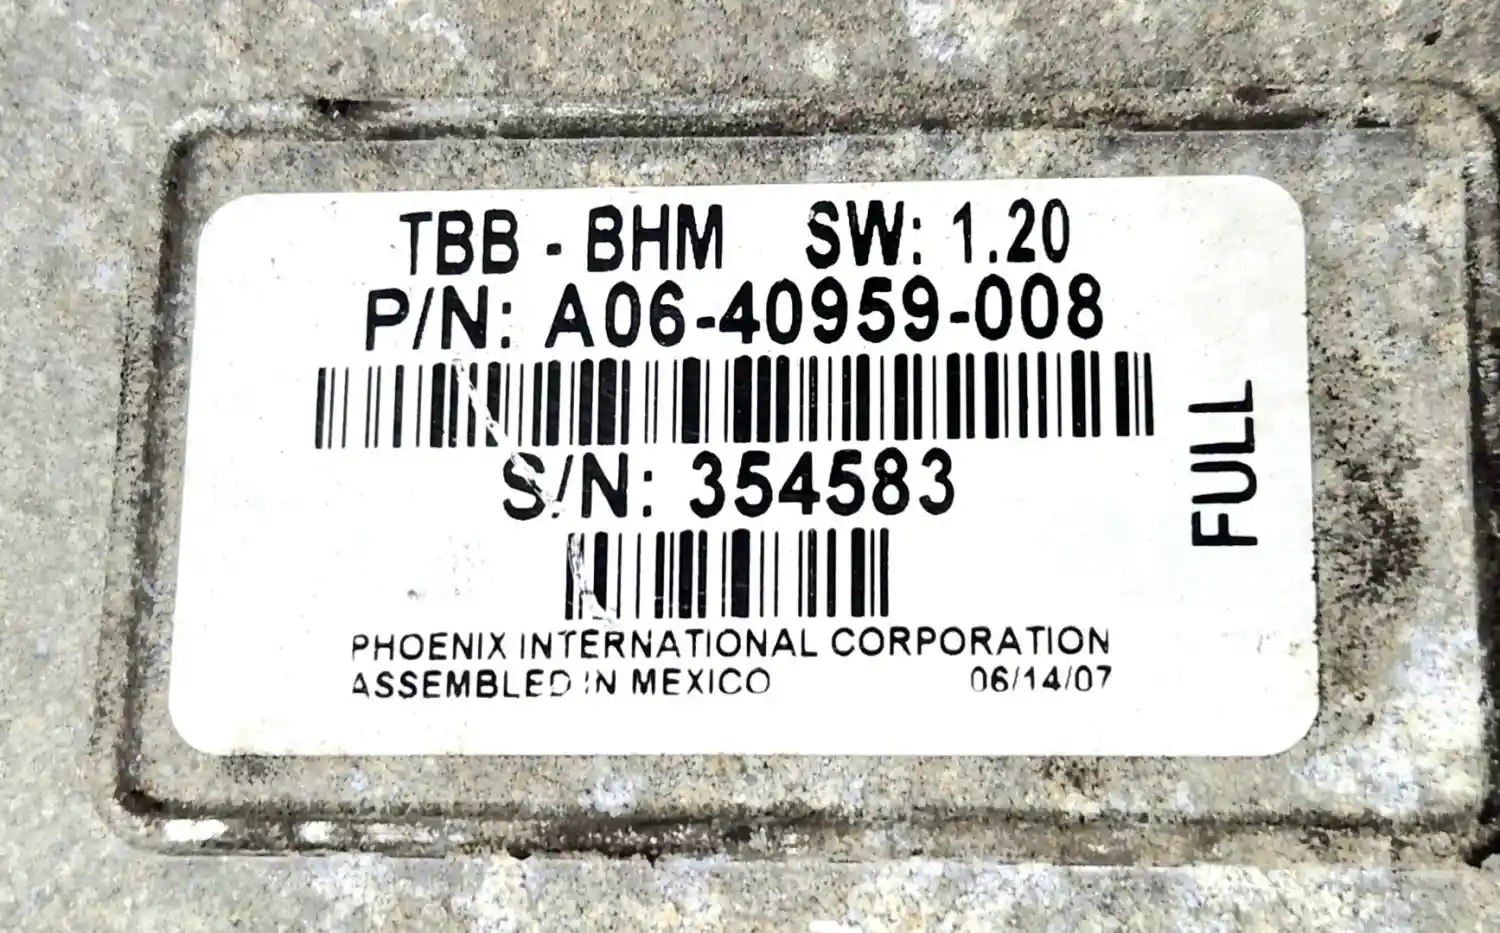 TBB - BHM SW: 1.20
P/N: A06-40959-008
S/N: 354583
PHOENIX INTERNATIONAL CORPORATION
ASSEMBLED IN MEXICO 06/14/07
FULL